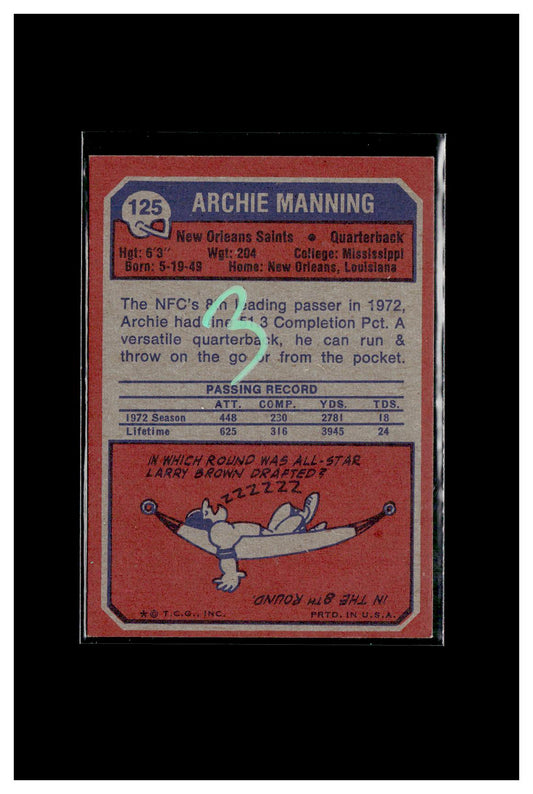 125
ARCHIE MANNING
New Orleans Saints • Quarterback
Hgt: 6'3" Wgt: 204 College: Mississippi
Born: 5-19-49 Home: New Orleans, Louisiana
The NFC's 8th leading passer in 1972,
Archie had fine 51.3 Completion Pct. A
versatile quarterback, he can run &
throw on the go or from the pocket.
3
PASSING RECORD
ATT. COMP. YDS. TDS.
1972 Season 448 230 2781 18
Lifetime 625 316 3945 24
IN WHICH ROUND WAS ALL-STAR
LARRY BROWN DRAFTED?
ZZZZZZZ
IN THE 8TH ROUND.
*© T.C.G., INC. PRTD. IN U.S.A.